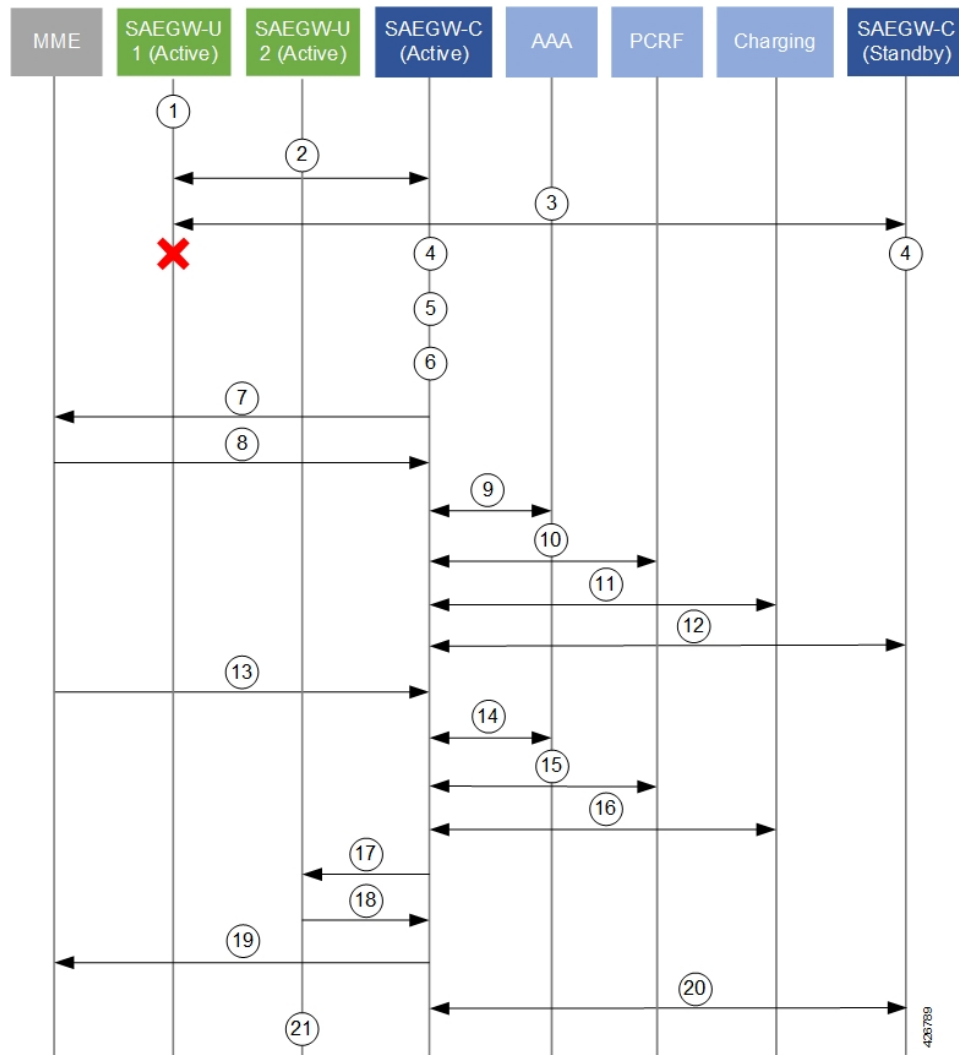 MME
SAEGW-U
1 (Active)
SAEGW-U
2 (Active)
SAEGW-C
(Active)
AAA
PCRF
Charging
SAEGW-C
(Standby)
1
2
3
4
4
5
6
7
8
9
10
11
12
13
14
15
16
17
18
19
20
21
426789